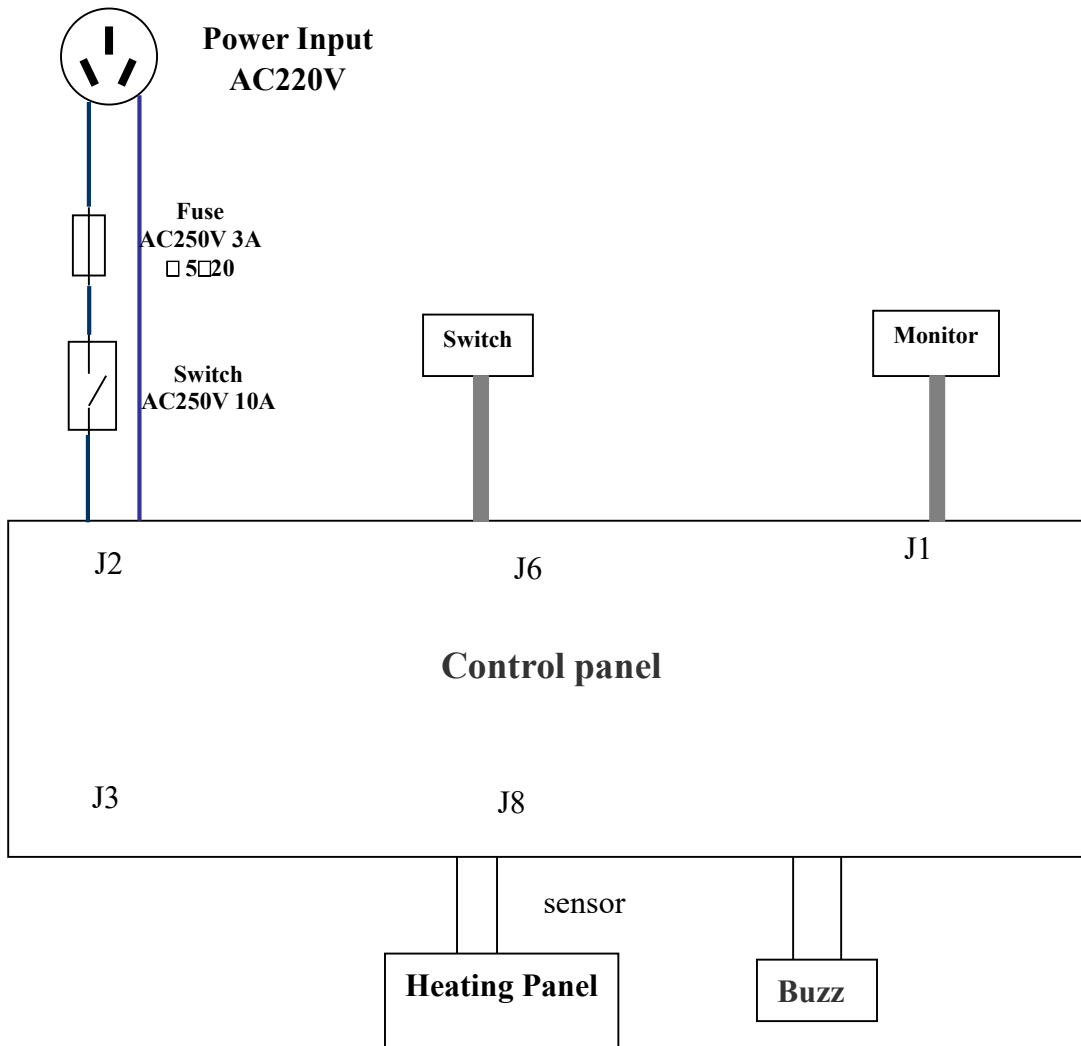 Power Input
AC220V
Fuse
AC250V 3A
□ 5□20
Switch
AC250V 10A
Switch
Monitor
J2
J6
J1
Control panel
J3
J8
sensor
Heating Panel
Buzz